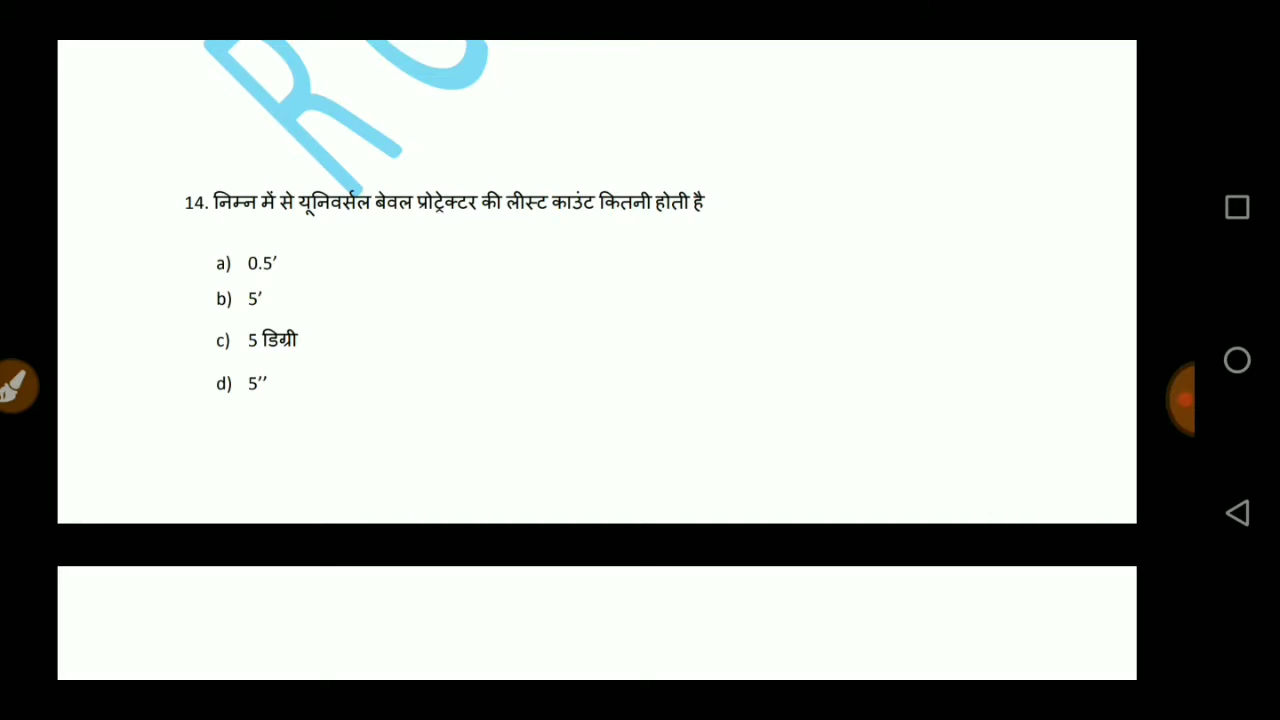 14. निम्न में से यूनिवर्सल बेवल प्रोट्रेक्टर की लीस्ट काउंट कितनी होती है
a) 0.5’
b) 5’
c) 5 डिग्री
d) 5’’